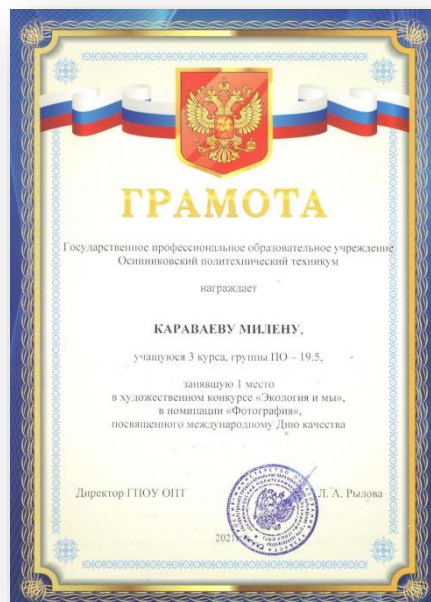 ГРАМОТА
Государственное профессиональное образовательное учреждение
Осинниковский политехнический техникум
награждает
КАРАВАЕВУ МИЛЕНУ,
учащуюся 3 курса, группы ПО – 19.5,
занявшую 1 место
в художественном конкурсе «Экология и мы»,
в номинации «Фотография»,
посвященного международному Дню качества
Директор ГПОУ ОПТ Л. А. Рылова
2021